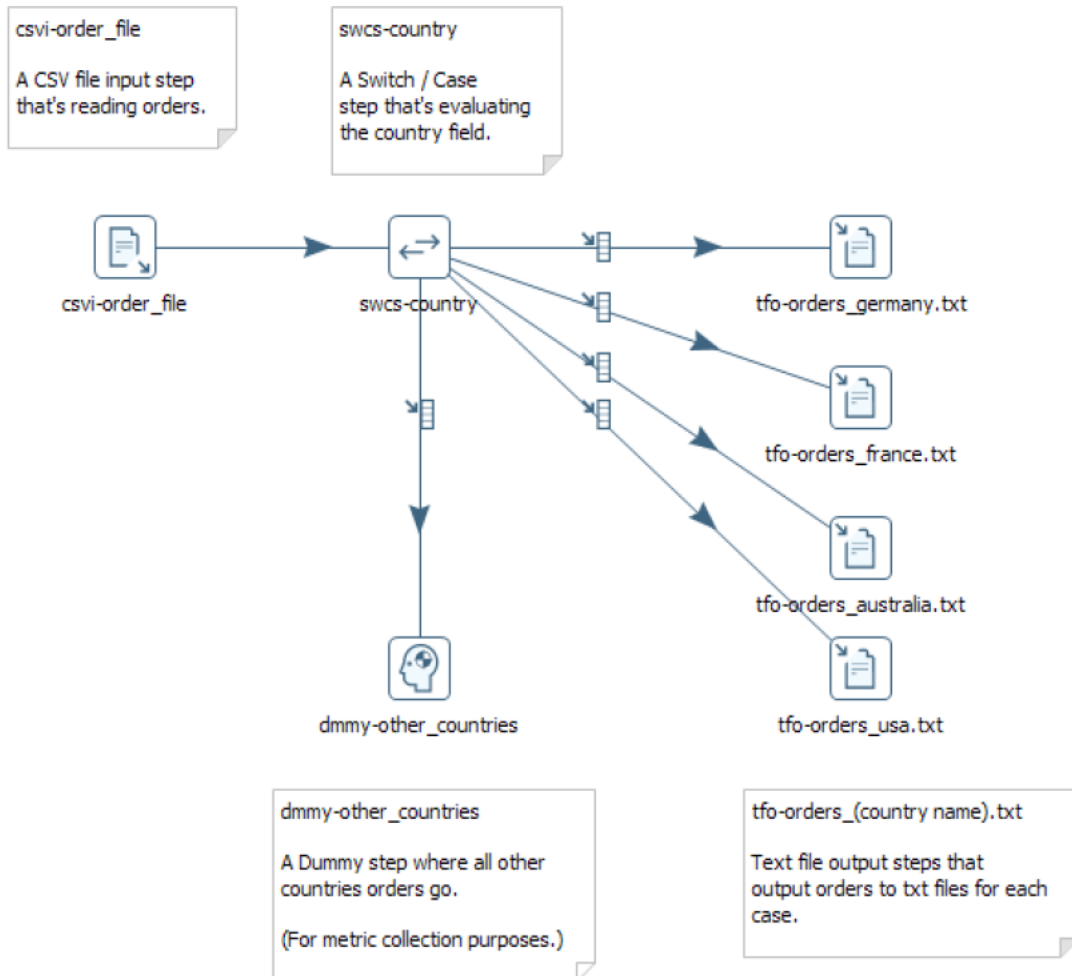 csvi-order_file
A CSV file input step
that's reading orders.
swcs-country
A Switch / Case
step that's evaluating
the country field.
csvi-order_file
swcs-country
tfo-orders_germany.txt
tfo-orders_france.txt
tfo-orders_australia.txt
tfo-orders_usa.txt
dmmy-other_countries
dmmy-other_countries
A Dummy step where all other
countries orders go.
(For metric collection purposes.)
tfo-orders_(country name).txt
Text file output steps that
output orders to txt files for each
case.